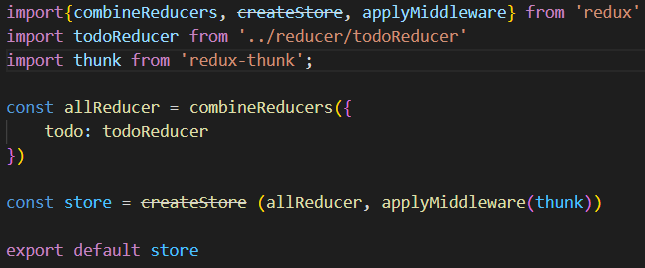 import{combineReducers, createStore, applyMiddleware} from 'redux'
import todoReducer from '../reducer/todoReducer'
import thunk from 'redux-thunk';
const allReducer = combineReducers({
    todo: todoReducer
})
const store = createStore (allReducer, applyMiddleware(thunk))
export default store